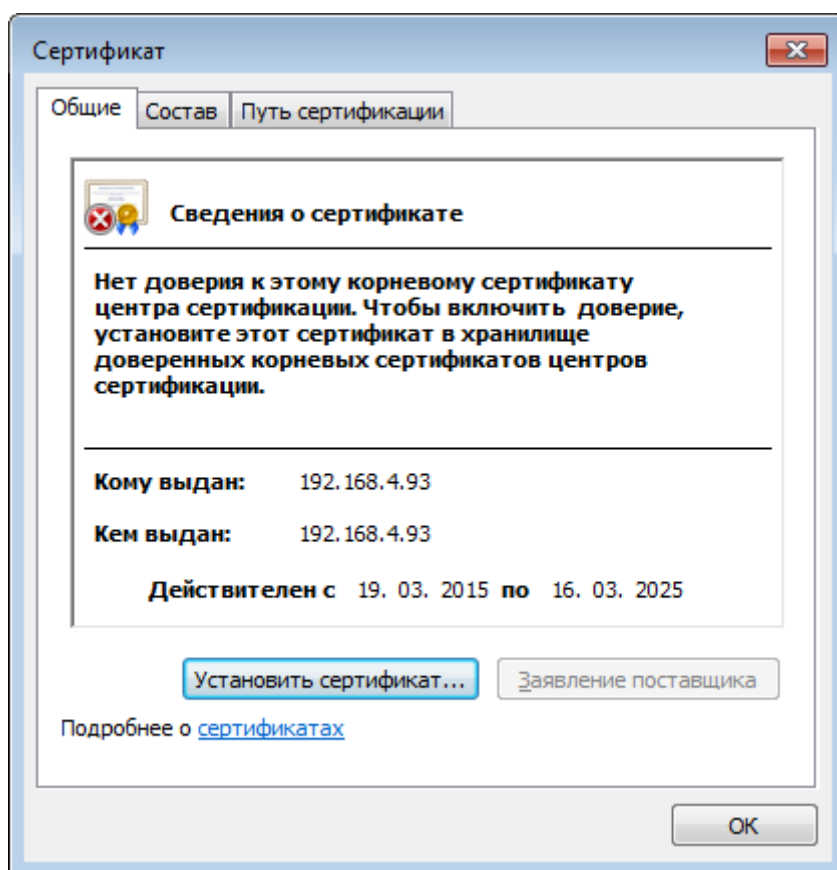 Сертификат
Общие Состав Путь сертификации
Сведения о сертификате
Нет доверия к этому корневому сертификату
центра сертификации. Чтобы включить доверие,
установите этот сертификат в хранилище
доверенных корневых сертификатов центров
сертификации.
Кому выдан: 192.168.4.93
Кем выдан: 192.168.4.93
Действителен с 19. 03. 2015 по 16. 03. 2025
Установить сертификат... Заявление поставщика
Подробнее о сертификатах
ОК